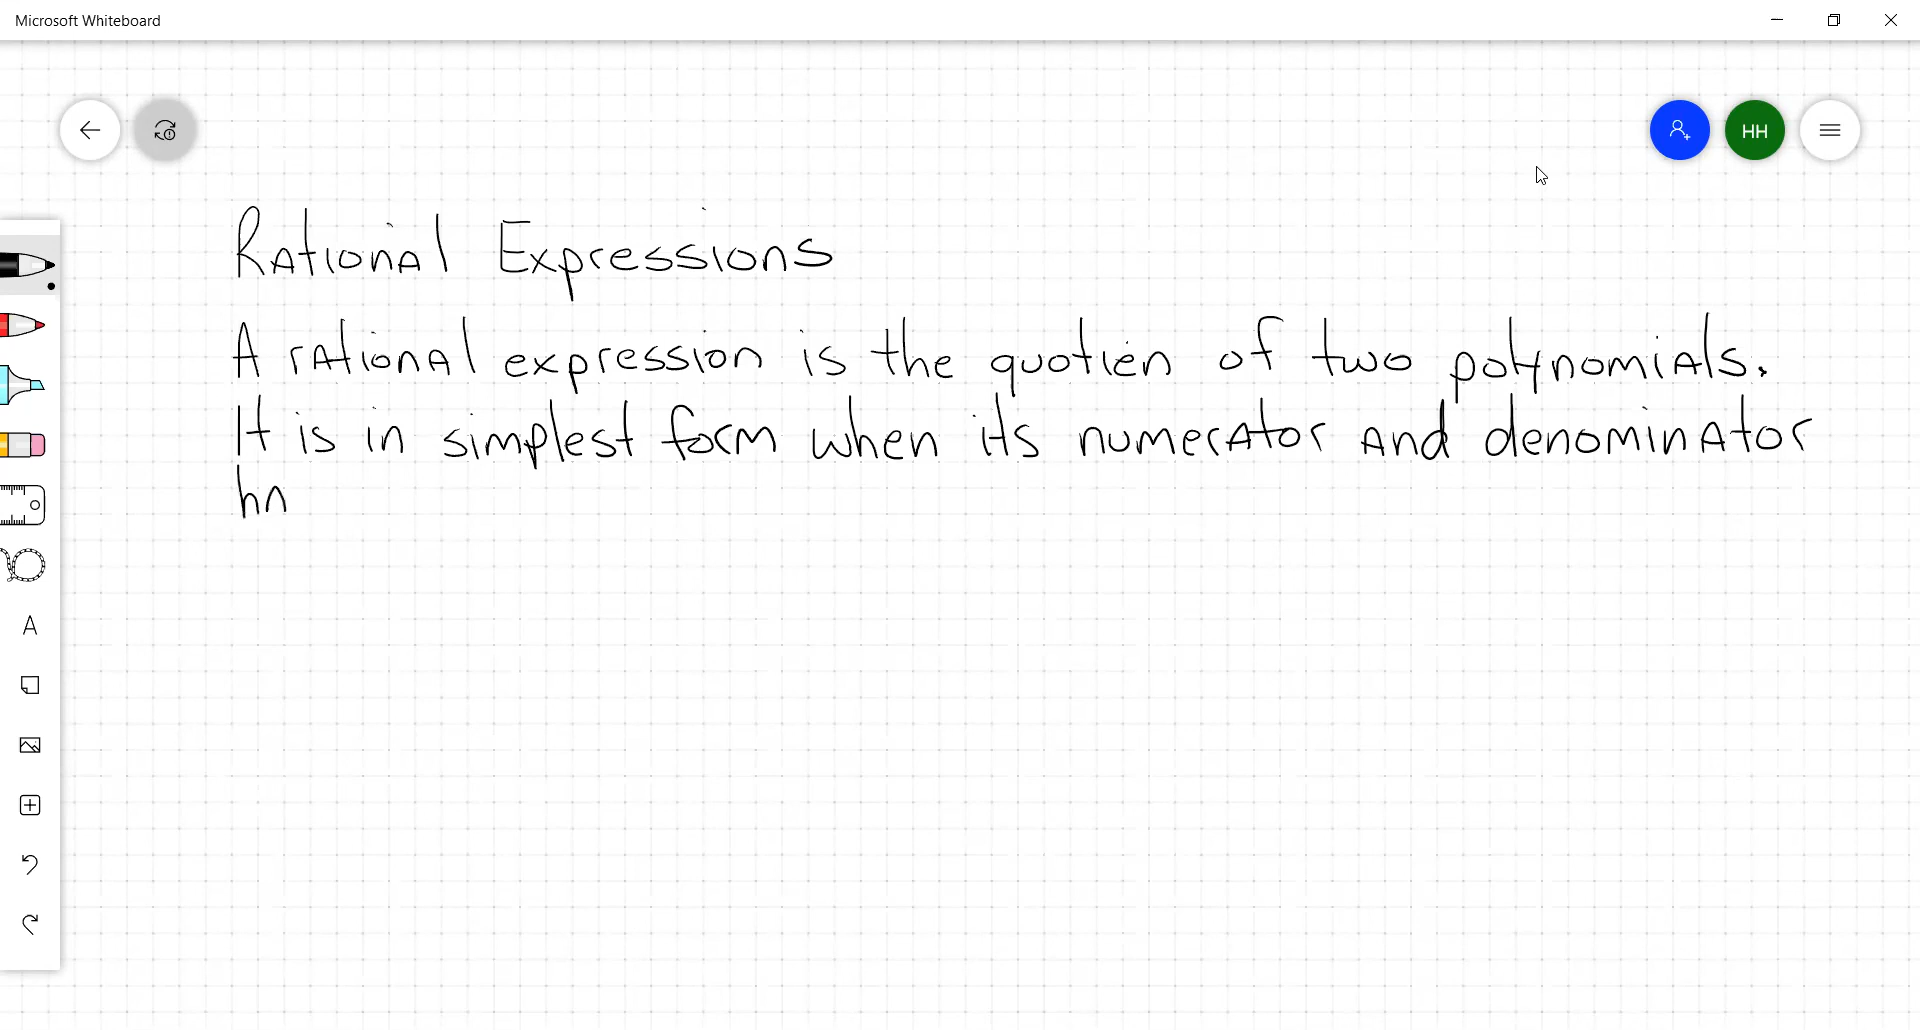 Microsoft Whiteboard
HH
Rational Expressions
A rational expression is the quotien of two polynomials.
It is in simplest form when its numerator and denominator
A